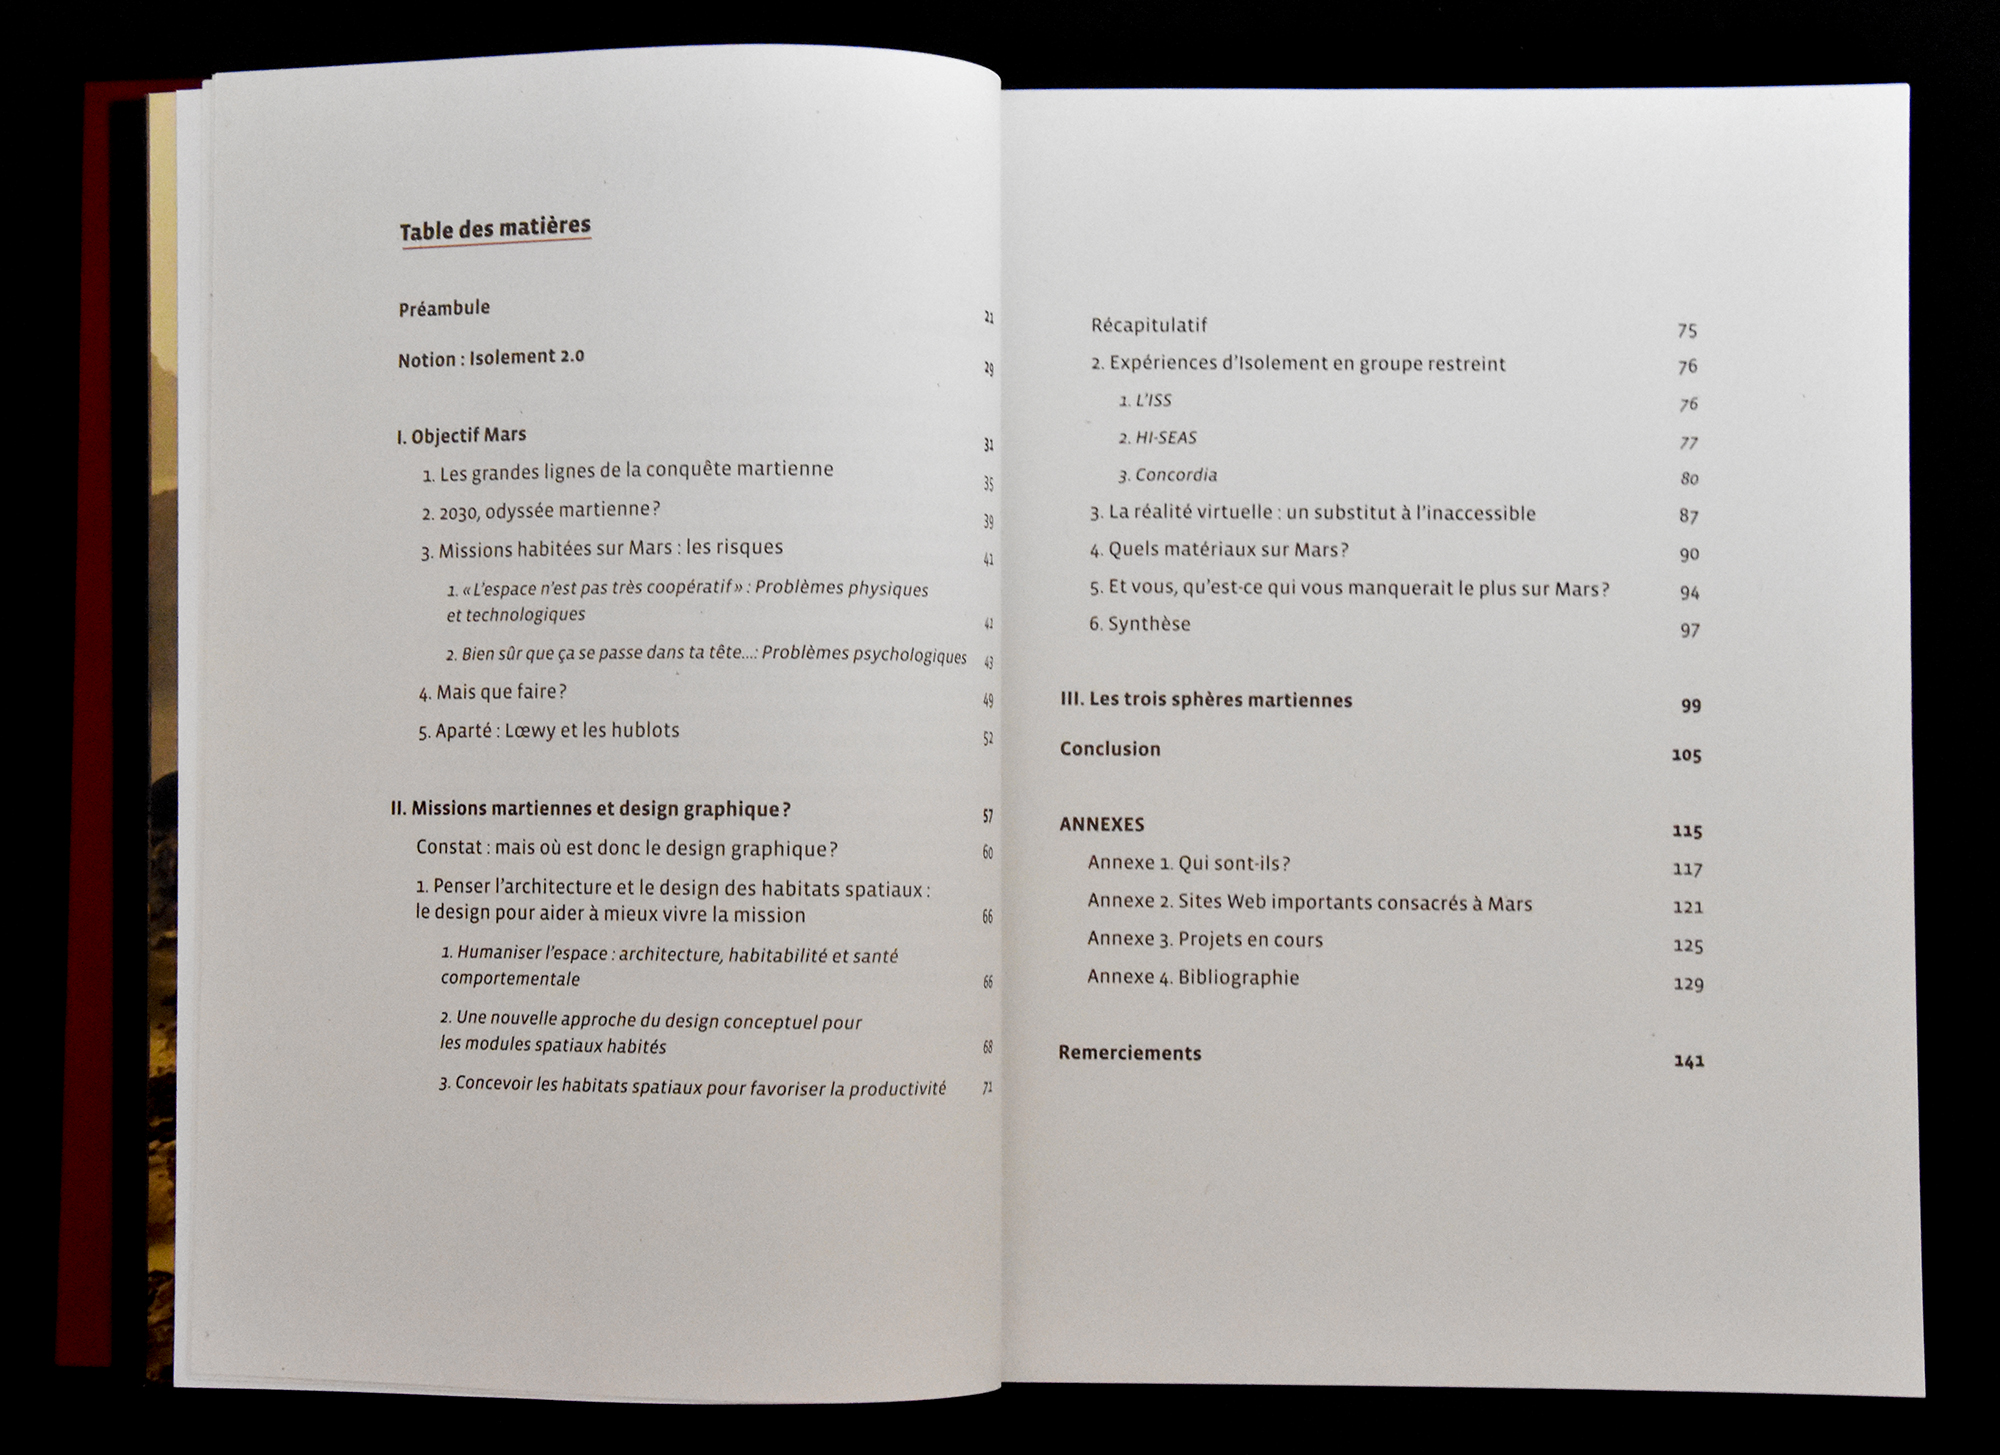 Table des matières
Préambule 21
Notion : Isolement 2.0 29
I. Objectif Mars 31
1. Les grandes lignes de la conquête martienne 35
2. 2030, odyssée martienne ? 39
3. Missions habitées sur Mars : les risques 41
1. « L’espace n’est pas très coopératif » : Problèmes physiques
et technologiques 41
2. Bien sûr que ça se passe dans ta tête… : Problèmes psychologiques 43
4. Mais que faire ? 49
5. Aparté : Lœwy et les hublots 52
II. Missions martiennes et design graphique ? 57
Constat : mais où est donc le design graphique ? 60
1. Penser l’architecture et le design des habitats spatiaux :
le design pour aider à mieux vivre la mission 66
1. Humaniser l’espace : architecture, habitabilité et santé
comportementale 66
2. Une nouvelle approche du design conceptuel pour
les modules spatiaux habités 68
3. Concevoir les habitats spatiaux pour favoriser la productivité 71
Récapitulatif 75
2. Expériences d’Isolement en groupe restreint 76
1. L’ISS 76
2. HI-SEAS 77
3. Concordia 80
3. La réalité virtuelle : un substitut à l’inaccessible 87
4. Quels matériaux sur Mars ? 90
5. Et vous, qu’est-ce qui vous manquerait le plus sur Mars ? 94
6. Synthèse 97
III. Les trois sphères martiennes 99
Conclusion 105
ANNEXES 115
Annexe 1. Qui sont-ils ? 117
Annexe 2. Sites Web importants consacrés à Mars 121
Annexe 3. Projets en cours 125
Annexe 4. Bibliographie 129
Remerciements 141